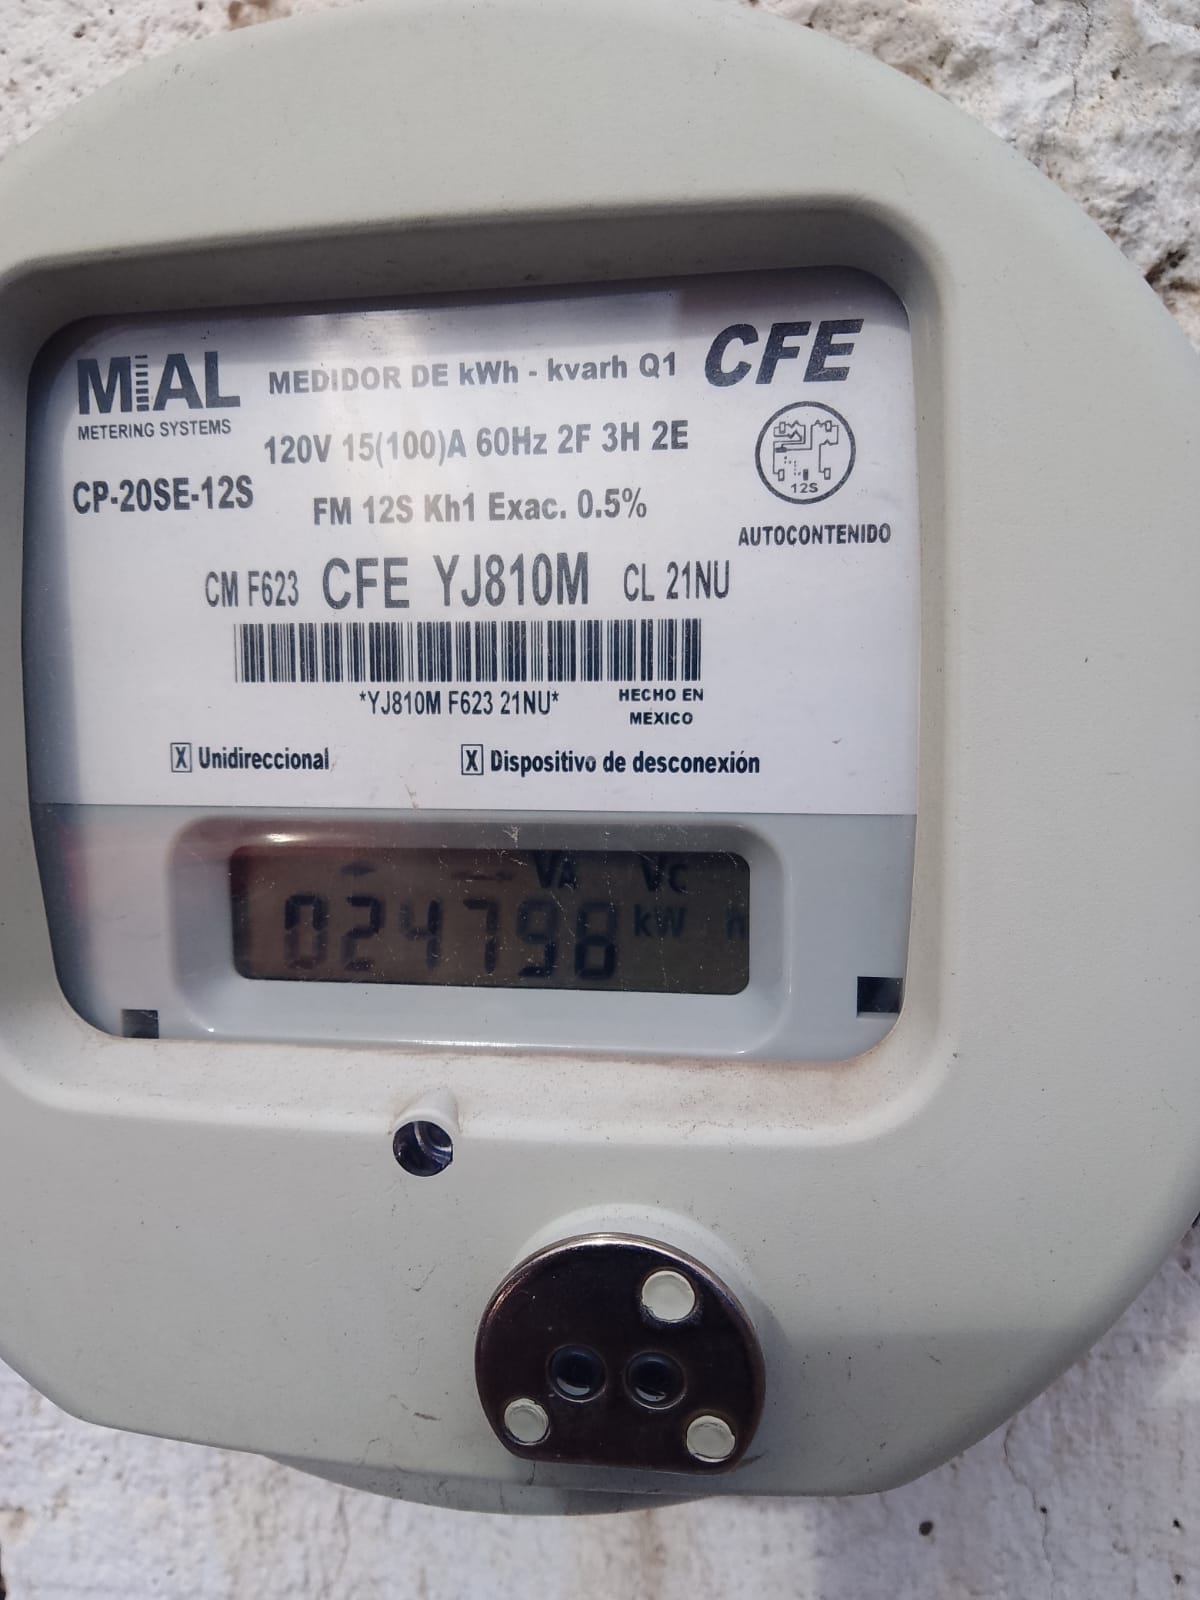 MIAL
METERING SYSTEMS
MEDIDOR DE kWh - kvarh Q1
CFE
120V 15(100)A 60Hz 2F 3H 2E
CP-20SE-12S
FM 12S Kh1 Exac. 0.5%
12S
AUTOCONTENIDO
CM F623 CFE YJ810M CL 21NU
*YJ810M F623 21NU*
HECHO EN
MEXICO
X Unidireccional
X Dispositivo de desconexión
VA VC
024798 kW h